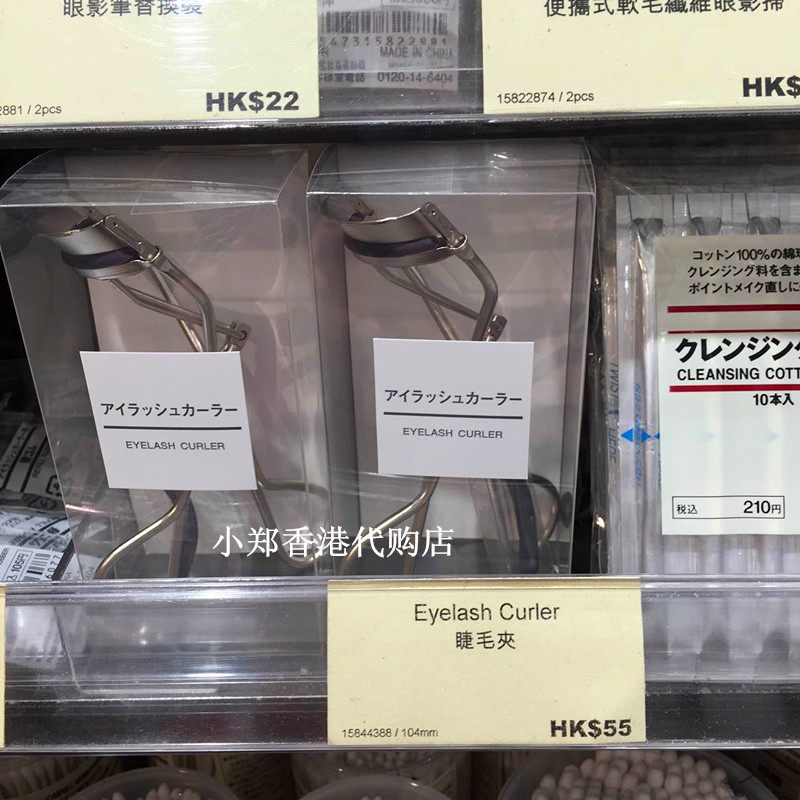 眼影筆替換裝
2881 / 2pcs
HK$22
15822881
MADE IN CHINA
0120-14-6404
便攜式軟毛纖維眼影掃
15822874 / 2pcs
HK$
アイラッシュカーラー
EYELASH CURLER
アイラッシュカーラー
EYELASH CURLER
コットン100%の綿球
クレンジング料を含ま
ポイントメイク直しに
クレンジング
CLEANSING COTT
10本入
税込
210円
小郑香港代购店
Eyelash Curler
睫毛夾
15844388 / 104mm
HK$55